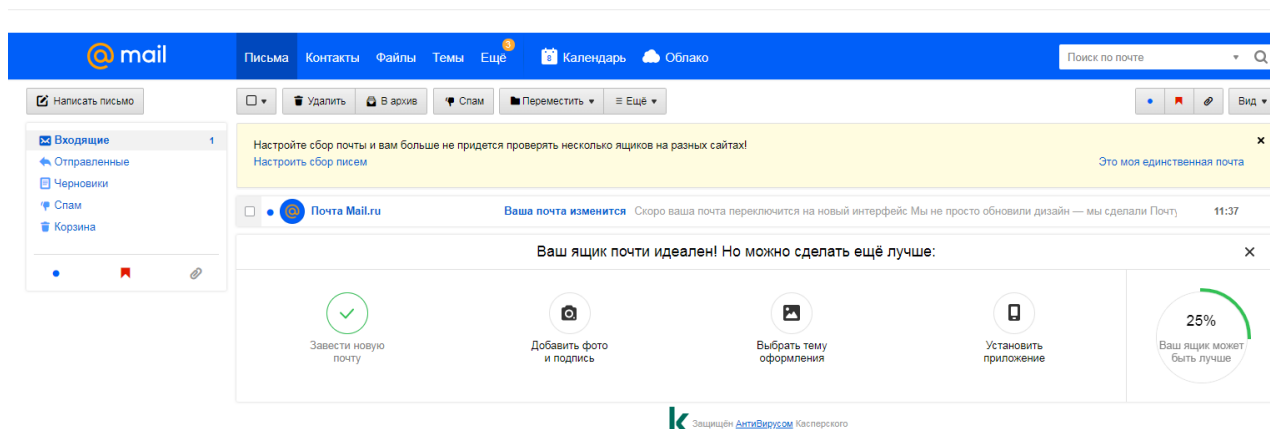 mail
Письма Контакты Файлы Темы Ещё 3 8 Календарь Облако Поиск по почте
Написать письмо Удалить В архив Спам Переместить Ещё Вид
Входящие 1
Отправленные
Черновики
Спам
Корзина
Настройте сбор почты и вам больше не придется проверять несколько ящиков на разных сайтах!
Настроить сбор писем Это моя единственная почта
Почта Mail.ru Ваша почта изменится Скоро ваша почта переключится на новый интерфейс Мы не просто обновили дизайн — мы сделали Почту 11:37
Ваш ящик почти идеален! Но можно сделать ещё лучше:
Завести новую
почту
Добавить фото
и подпись
Выбрать тему
оформления
Установить
приложение
25%
Ваш ящик может
быть лучше
Защищён АнтиВирусом Касперского